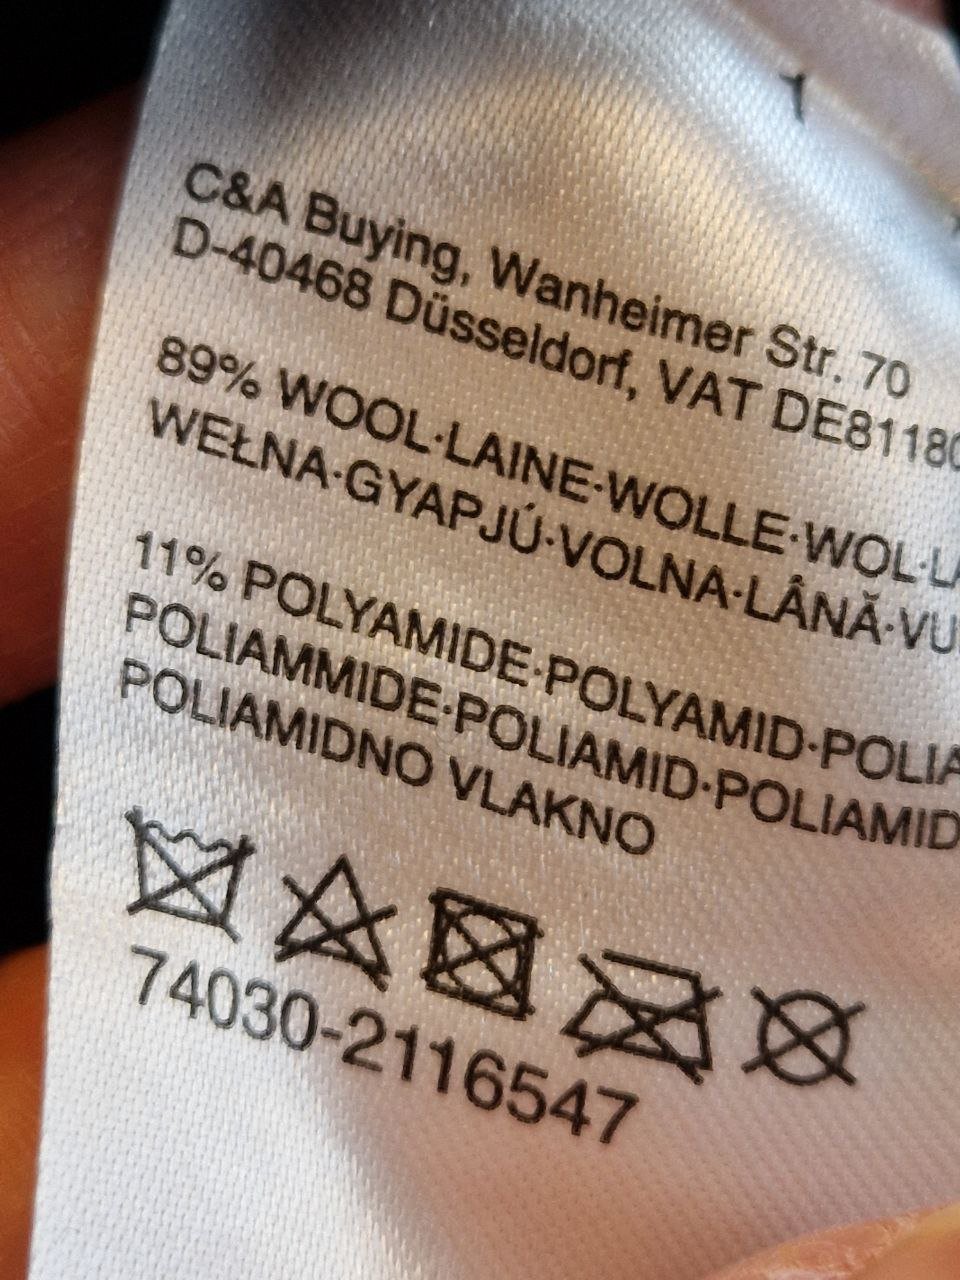 C&A Buying, Wanheimer Str. 70
D-40468 Düsseldorf, VAT DE81180
89% WOOL·LAINE·WOLLE·WOL·LA
WEŁNA·GYAPJÚ·VOLNA·LÂNĂ·VU
11% POLYAMIDE·POLYAMID·POLIA
POLIAMMIDE·POLIAMID·POLIAMID
POLIAMIDNO VLAKNO
74030-2116547